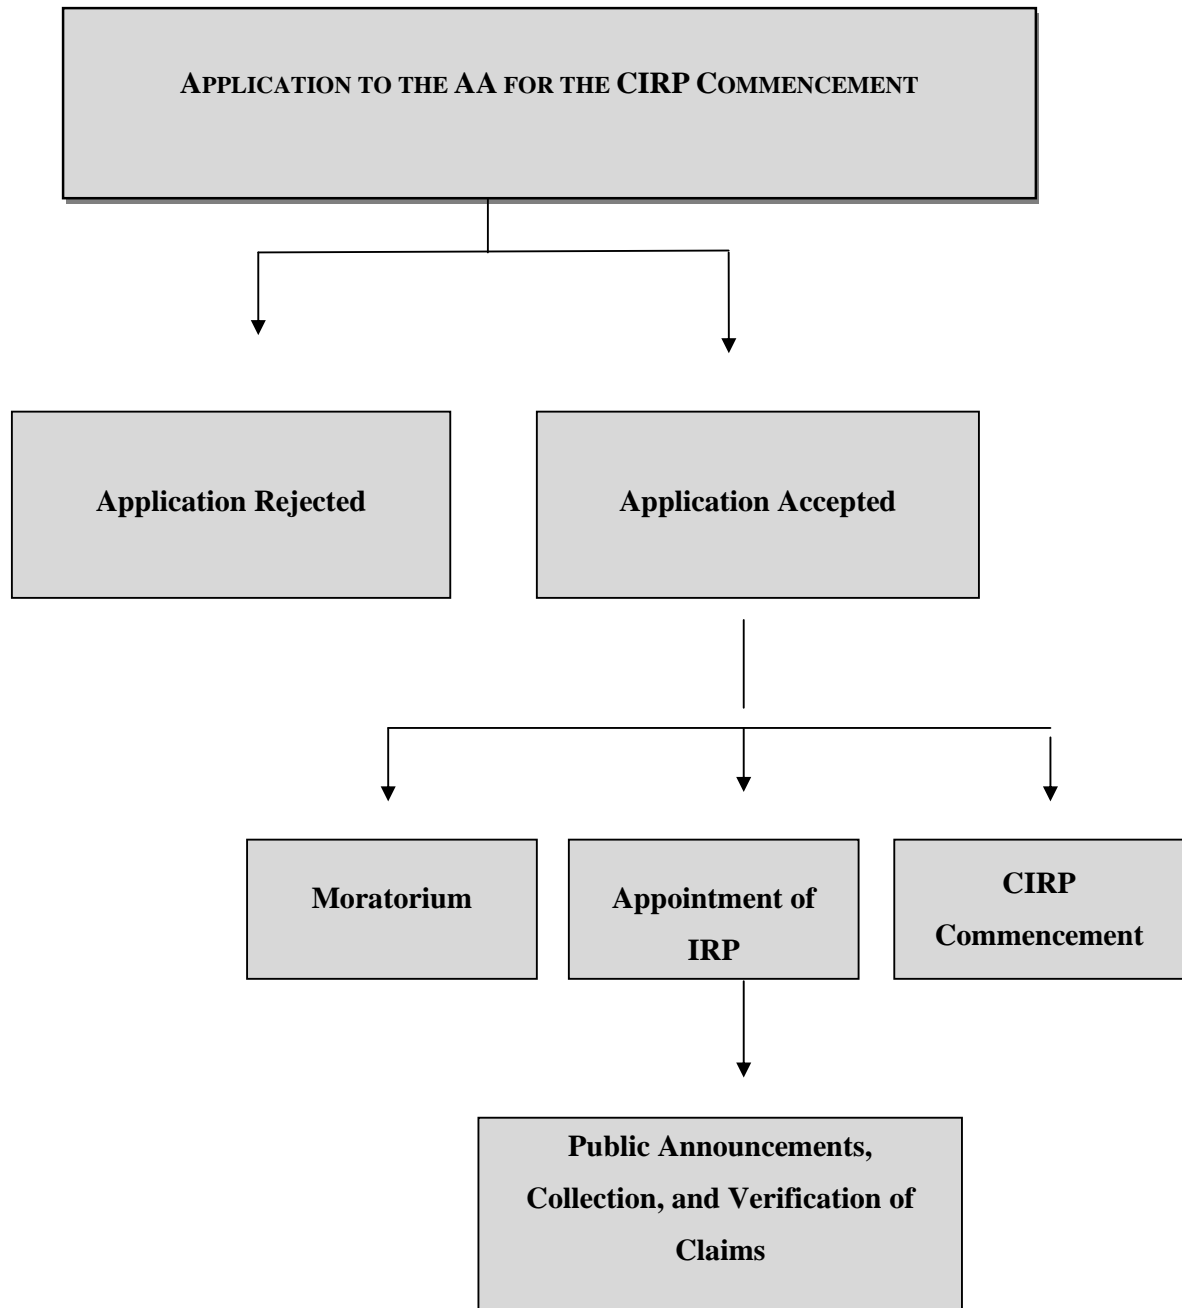 APPLICATION TO THE AA FOR THE CIRP COMMENCEMENT
Application Rejected
Application Accepted
Moratorium
Appointment of
IRP
CIRP
Commencement
Public Announcements,
Collection, and Verification of
Claims